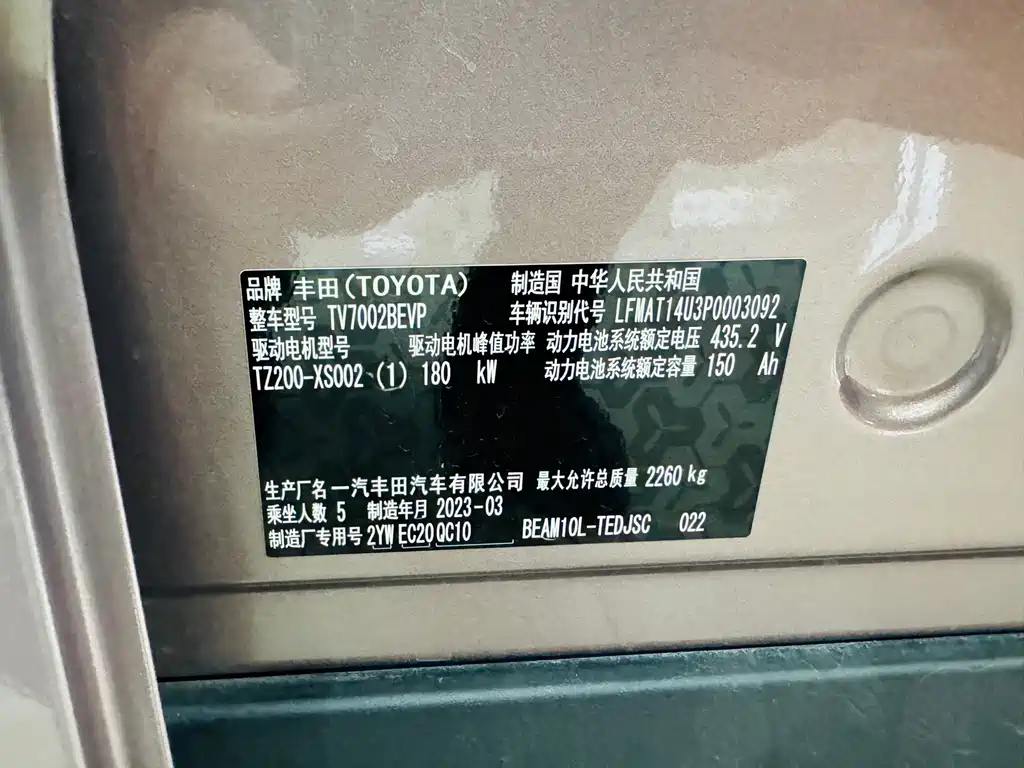 品牌 丰田(TOYOTA) 制造国 中华人民共和国
整车型号 TV7002BEVP 车辆识别代号 LFMAT14U3P0003092
驱动电机型号 驱动电机峰值功率 动力电池系统额定电压 435.2 V
TZ200-XS002 (1) 180 kW 动力电池系统额定容量 150 Ah
生产厂名 一汽丰田汽车有限公司 最大允许总质量 2260 kg
乘坐人数 5 制造年月 2023-03
制造厂专用号 2YW EC20 QC10 BEAM10L-TEDJSC 022